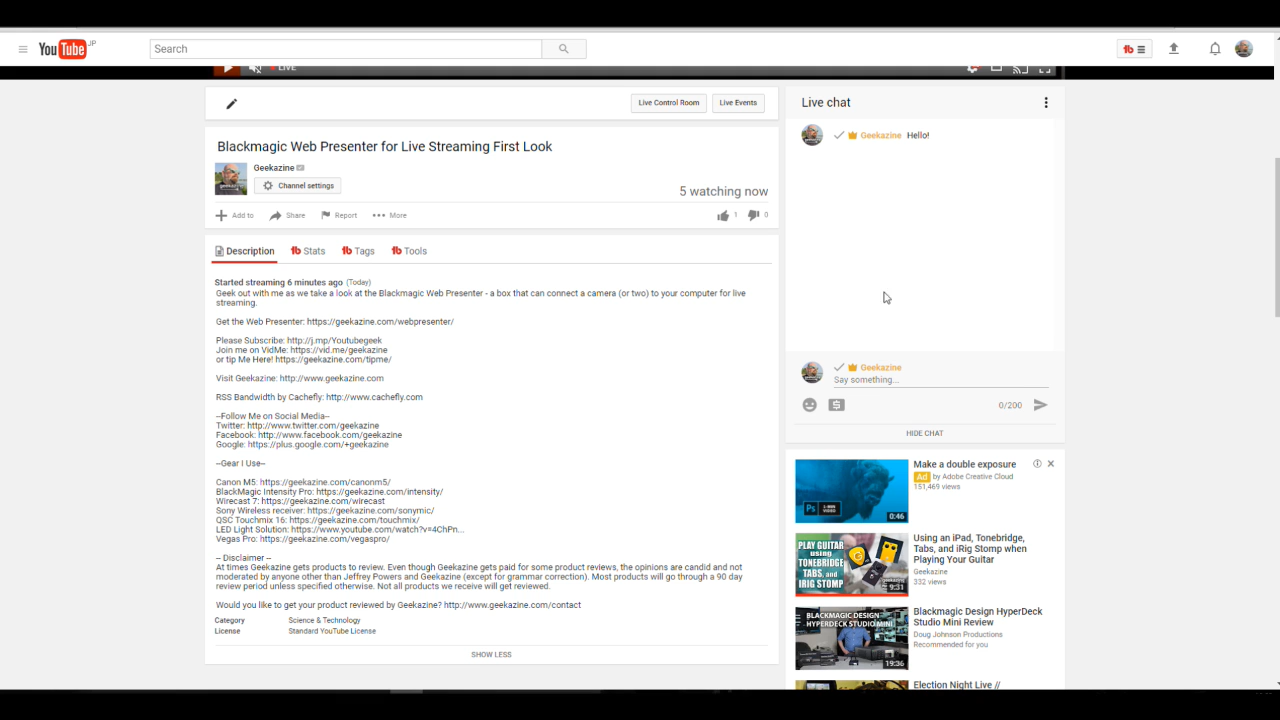 YouTube JP
Search
LIVE
Live Control Room
Live Events
Blackmagic Web Presenter for Live Streaming First Look
Geekazine
Channel settings
5 watching now
Add to
Share
Report
More
1
0
Description
Stats
Tags
Tools
Started streaming 6 minutes ago (Today)
Geek out with me as we take a look at the Blackmagic Web Presenter - a box that can connect a camera (or two) to your computer for live
streaming.
Get the Web Presenter: https://geekazine.com/webpresenter/
Please Subscribe: http://j.mp/Youtubegeek
Join me on VidMe: https://vid.me/geekazine
or tip Me Here! https://geekazine.com/tipme/
Visit Geekazine: http://www.geekazine.com
RSS Bandwidth by Cachefly: http://www.cachefly.com
--Follow Me on Social Media--
Twitter: http://www.twitter.com/geekazine
Facebook: http://www.facebook.com/geekazine
Google: https://plus.google.com/+geekazine
--Gear I Use--
Canon M5: https://geekazine.com/canonm5/
BlackMagic Intensity Pro: https://geekazine.com/intensity/
Wirecast 7: https://geekazine.com/wirecast
Sony Wireless receiver: https://geekazine.com/sonymic/
QSC Touchmix 16: https://geekazine.com/touchmix/
LED Light Solution: https://www.youtube.com/watch?v=4ChPn...
Vegas Pro: https://geekazine.com/vegaspro/
-- Disclaimer --
At times Geekazine gets products to review. Even though Geekazine gets paid for some product reviews, the opinions are candid and not
moderated by anyone other than Jeffrey Powers and Geekazine (except for grammar correction). Most products will go through a 90 day
review period unless specified otherwise. Not all products we receive will get reviewed.
Would you like to get your product reviewed by Geekazine? http://www.geekazine.com/contact
Category
Science & Technology
License
Standard YouTube License
SHOW LESS
Live chat
Geekazine Hello!
Geekazine
Say something...
0/200
HIDE CHAT
Ps
0:46
Make a double exposure
Ad by Adobe Creative Cloud
151,469 views
PLAY GUITAR
using
TONEBRIDGE,
TABS, and
IRIG STOMP
9:31
Using an iPad, Tonebridge,
Tabs, and iRig Stomp when
Playing Your Guitar
Geekazine
332 views
BLACKMAGIC DESIGN
HYPERDECK STUDIO MINI
19:36
Blackmagic Design HyperDeck
Studio Mini Review
Doug Johnson Productions
Recommended for you
Election Night Live //